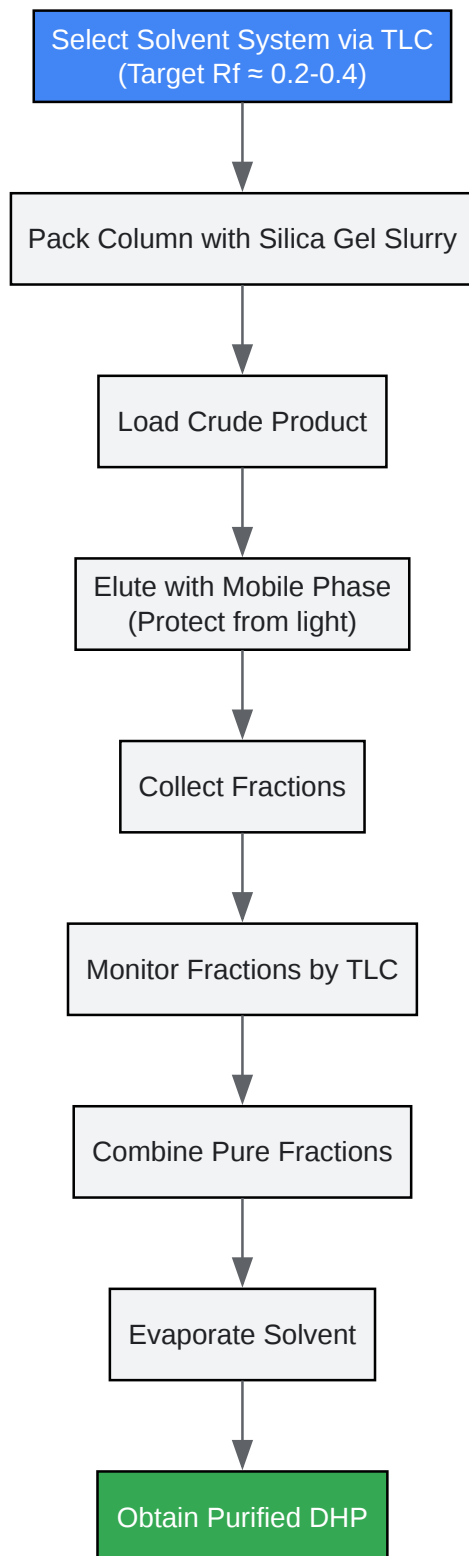 Select Solvent System via TLC
(Target Rf ≈ 0.2-0.4)
Pack Column with Silica Gel Slurry
Load Crude Product
Elute with Mobile Phase
(Protect from light)
Collect Fractions
Monitor Fractions by TLC
Combine Pure Fractions
Evaporate Solvent
Obtain Purified DHP